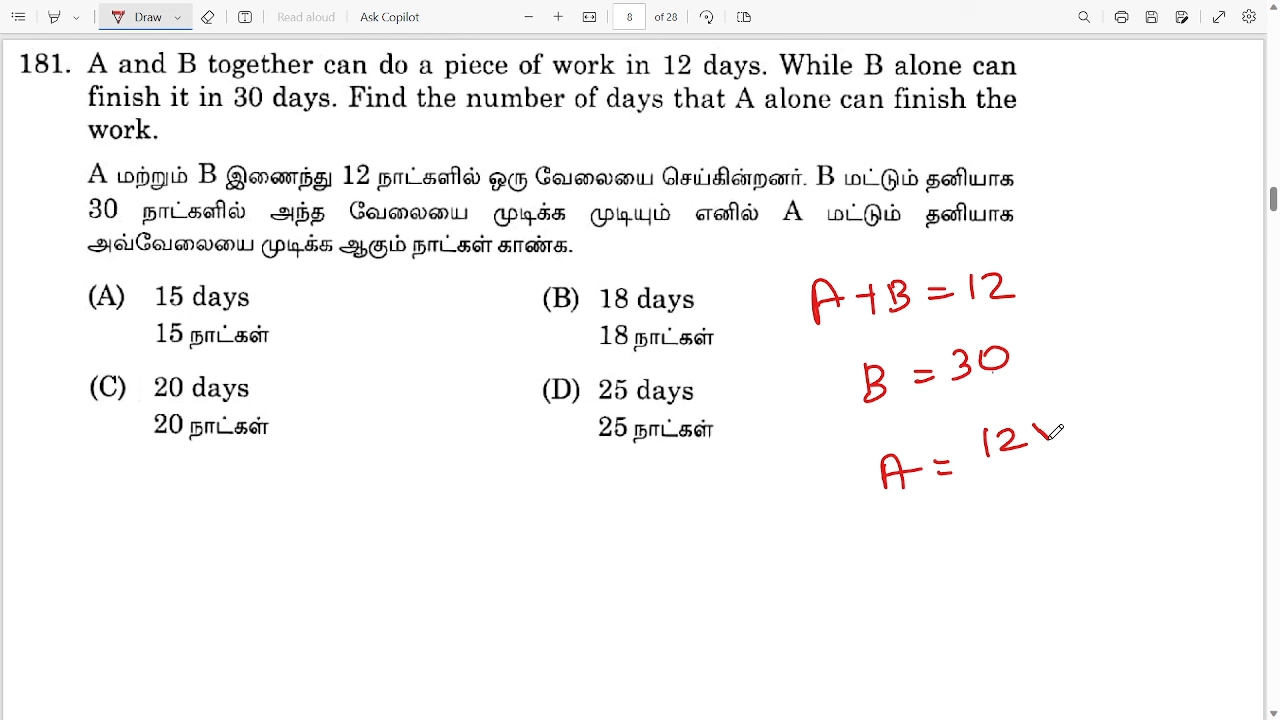 Draw
Read aloud
Ask Copilot
8
of 28
181. A and B together can do a piece of work in 12 days. While B alone can
finish it in 30 days. Find the number of days that A alone can finish the
work.
A மற்றும் B இணைந்து 12 நாட்களில் ஒரு வேலையை செய்கின்றனர். B மட்டும் தனியாக
30 நாட்களில் அந்த வேலையை முடிக்க முடியும் எனில் A மட்டும் தனியாக
அவ்வேலையை முடிக்க ஆகும் நாட்கள் காண்க.
(A) 15 days
15 நாட்கள்
(B) 18 days
18 நாட்கள்
(C) 20 days
20 நாட்கள்
(D) 25 days
25 நாட்கள்
A + B = 12
B = 30
A = 12